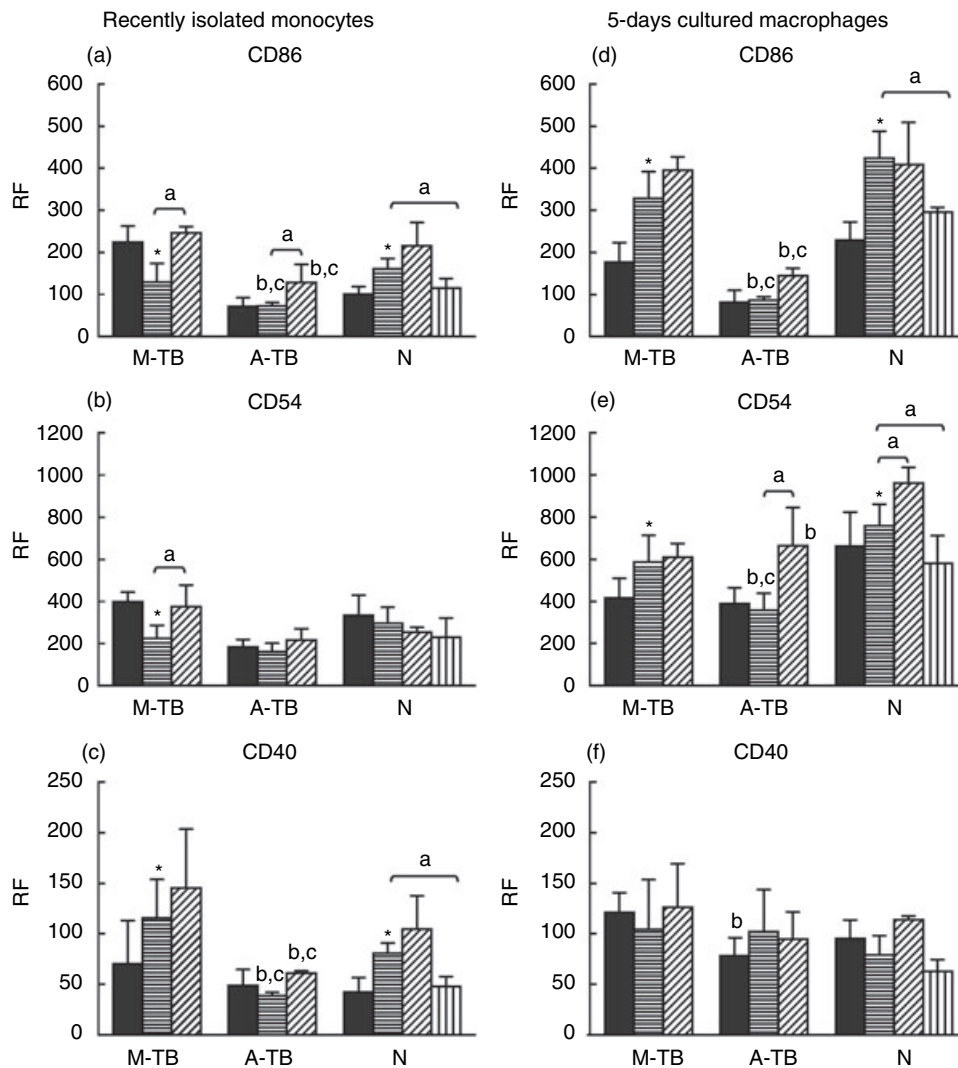 Recently isolated monocytes
5-days cultured macrophages
(a)
CD86
600
500
400
300
200
100
0
RF
a
*
a
b,c
b,c
a
*
M-TB
A-TB
N
(d)
CD86
600
500
400
300
200
100
0
RF
*
b,c
b,c
a
*
M-TB
A-TB
N
(b)
CD54
1200
1000
800
600
400
200
0
RF
a
*
M-TB
A-TB
N
(e)
CD54
1200
1000
800
600
400
200
0
RF
*
a
b,c
b
a
a
*
M-TB
A-TB
N
(c)
CD40
250
200
150
100
50
0
RF
*
b,c
b,c
a
*
M-TB
A-TB
N
(f)
CD40
250
200
150
100
50
0
RF
b
M-TB
A-TB
N